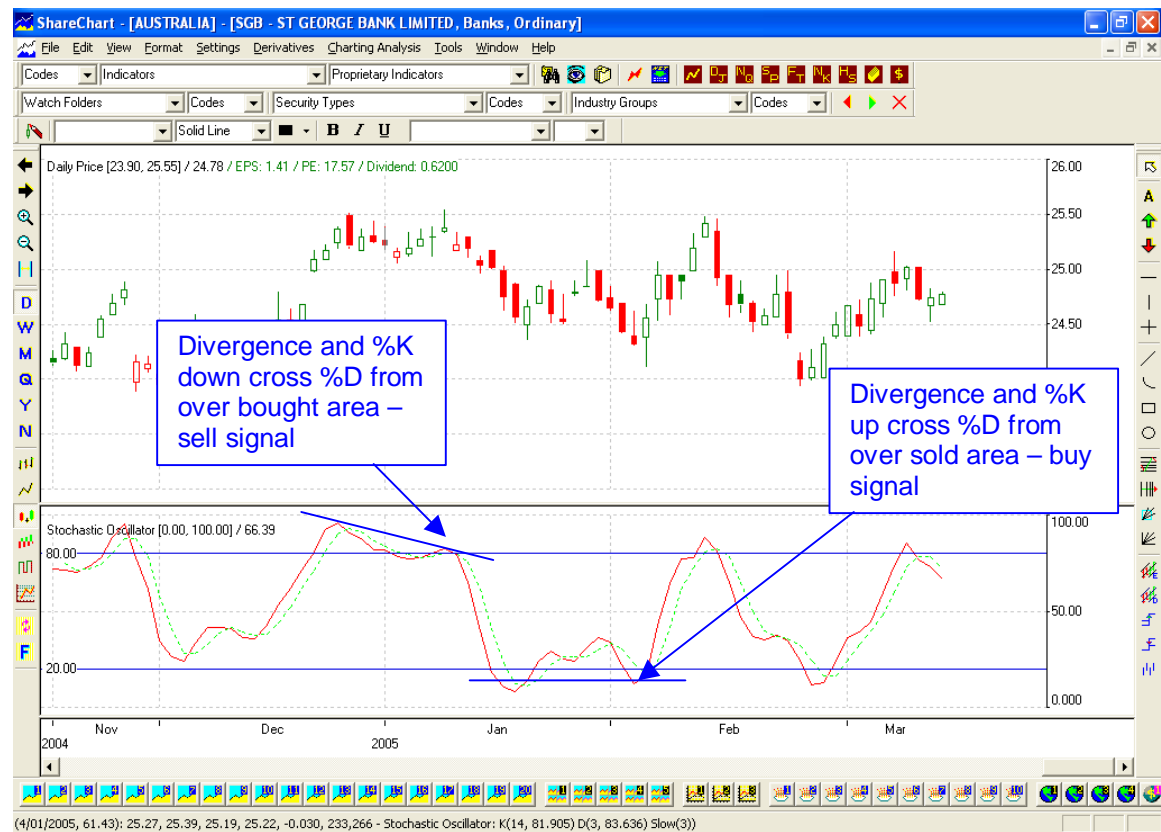 ShareChart - [AUSTRALIA] - [SGB - ST GEORGE BANK LIMITED, Banks, Ordinary]
File Edit View Format Settings Derivatives Charting Analysis Tools Window Help
Codes Indicators Proprietary Indicators
Watch Folders Codes Security Types Codes Industry Groups Codes
Solid Line B I U
Daily Price [23.90, 25.55] / 24.78 / EPS: 1.41 / PE: 17.57 / Dividend: 0.6200
26.00
25.50
25.00
24.50
A
D
W
M
Q
Y
N
F
Divergence and %K
down cross %D from
over bought area –
sell signal
Divergence and %K
up cross %D from
over sold area – buy
signal
Stochastic Oscillator [0.00, 100.00] / 66.39
100.00
80.00
50.00
20.00
0.000
Nov Dec Jan Feb Mar
2004 2005
(4/01/2005, 61.43): 25.27, 25.39, 25.19, 25.22, -0.030, 233,266 - Stochastic Oscillator: K(14, 81.905) D(3, 83.636) Slow(3))